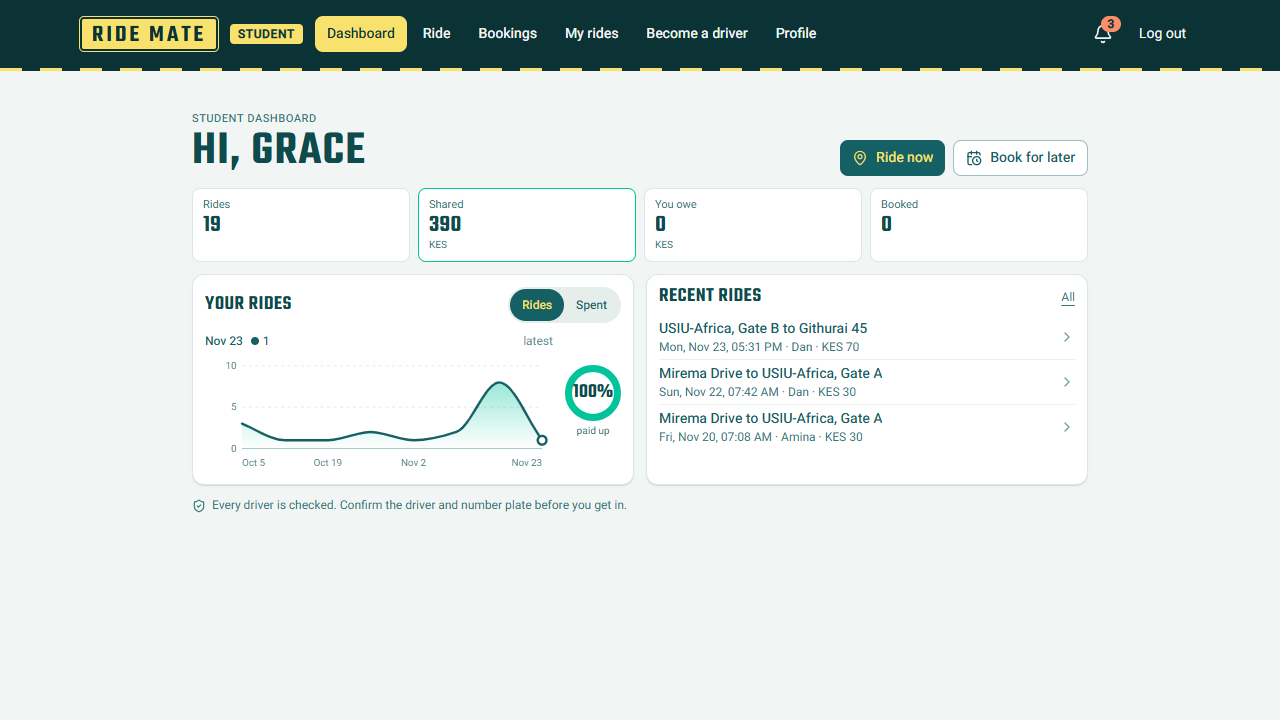 RIDE MATE STUDENT Dashboard Ride Bookings My rides Become a driver Profile 3 Log out
STUDENT DASHBOARD
HI, GRACE
Ride now Book for later
Rides Shared You owe Booked
19 390 0 0
KES KES
YOUR RIDES Rides Spent
Nov 23 1 latest
10
5
0
Oct 5 Oct 19 Nov 2 Nov 23
100%
paid up
RECENT RIDES All
USIU-Africa, Gate B to Githurai 45
Mon, Nov 23, 05:31 PM · Dan · KES 70
Mirema Drive to USIU-Africa, Gate A
Sun, Nov 22, 07:42 AM · Dan · KES 30
Mirema Drive to USIU-Africa, Gate A
Fri, Nov 20, 07:08 AM · Amina · KES 30
Every driver is checked. Confirm the driver and number plate before you get in.